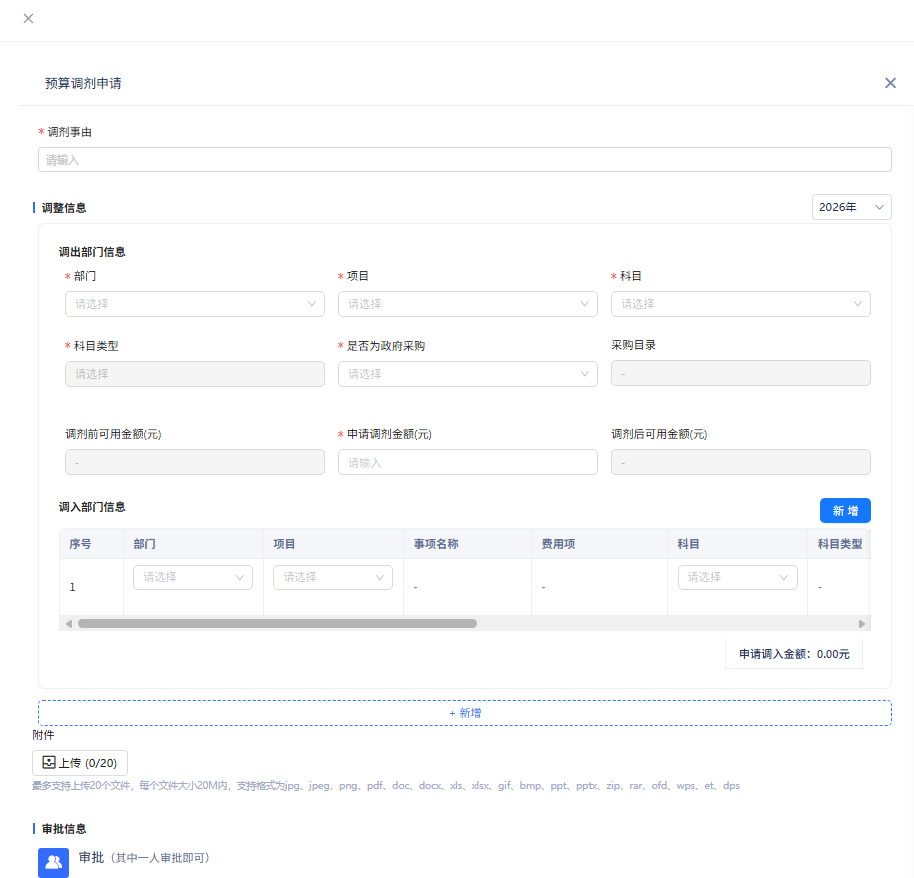 预算调剂申请
* 调剂事由
请输入
调整信息
2026年
调出部门信息
* 部门 * 项目 * 科目
请选择 请选择 请选择
* 科目类型 * 是否为政府采购 采购目录
请选择 请选择 -
调剂前可用金额(元) * 申请调剂金额(元) 调剂后可用金额(元)
- 请输入 -
调入部门信息
新 增
序号 部门 项目 事项名称 费用项 科目 科目类型
1 请选择 请选择 - - 请选择 -
申请调入金额：0.00元
+ 新增
附件
上传 (0/20)
最多支持上传20个文件，每个文件大小20M内，支持格式为jpg、jpeg、png、pdf、doc、docx、xls、xlsx、gif、bmp、ppt、pptx、zip、rar、ofd、wps、et、dps
审批信息
审批（其中一人审批即可）